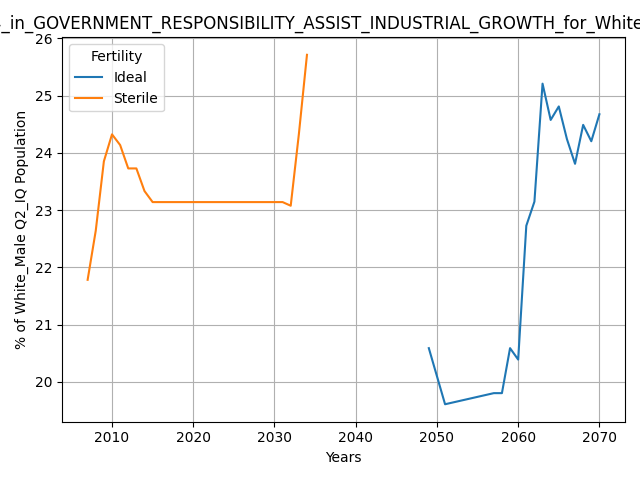 _in_GOVERNMENT_RESPONSIBILITY_ASSIST_INDUSTRIAL_GROWTH_for_White
Fertility
Ideal
Sterile
% of White_Male Q2_IQ Population
26
25
24
23
22
21
20
2010 2020 2030 2040 2050 2060 2070
Years